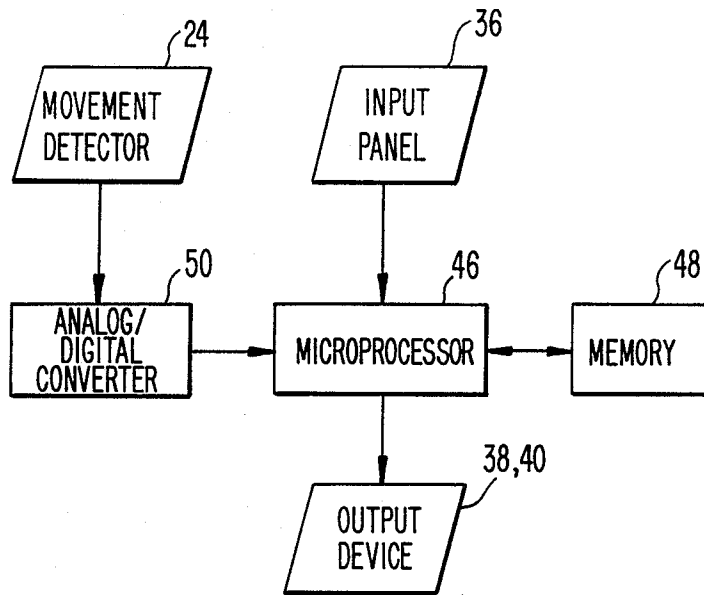 24
MOVEMENT
DETECTOR
36
INPUT
PANEL
50
ANALOG/
DIGITAL
CONVERTER
46
MICROPROCESSOR
48
MEMORY
38,40
OUTPUT
DEVICE